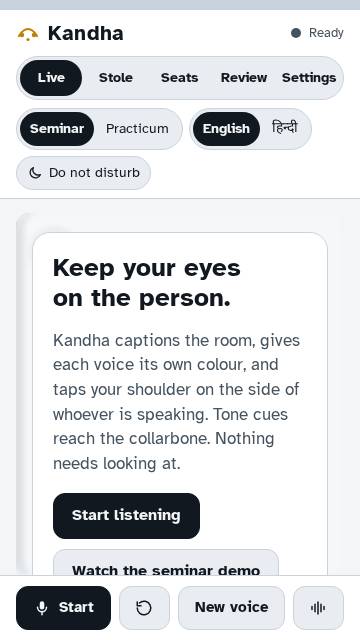 Kandha
Ready
Live Stole Seats Review Settings
Seminar Practicum English हिन्दी
Do not disturb
Keep your eyes
on the person.
Kandha captions the room, gives
each voice its own colour, and
taps your shoulder on the side of
whoever is speaking. Tone cues
reach the collarbone. Nothing
needs looking at.
Start listening
Watch the seminar demo
Start New voice